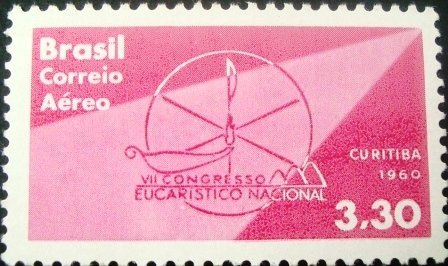 Brasil
Correio
Aéreo
VII CONGRESSO
EUCARISTICO NACIONAL
CURITIBA
1960
3,30